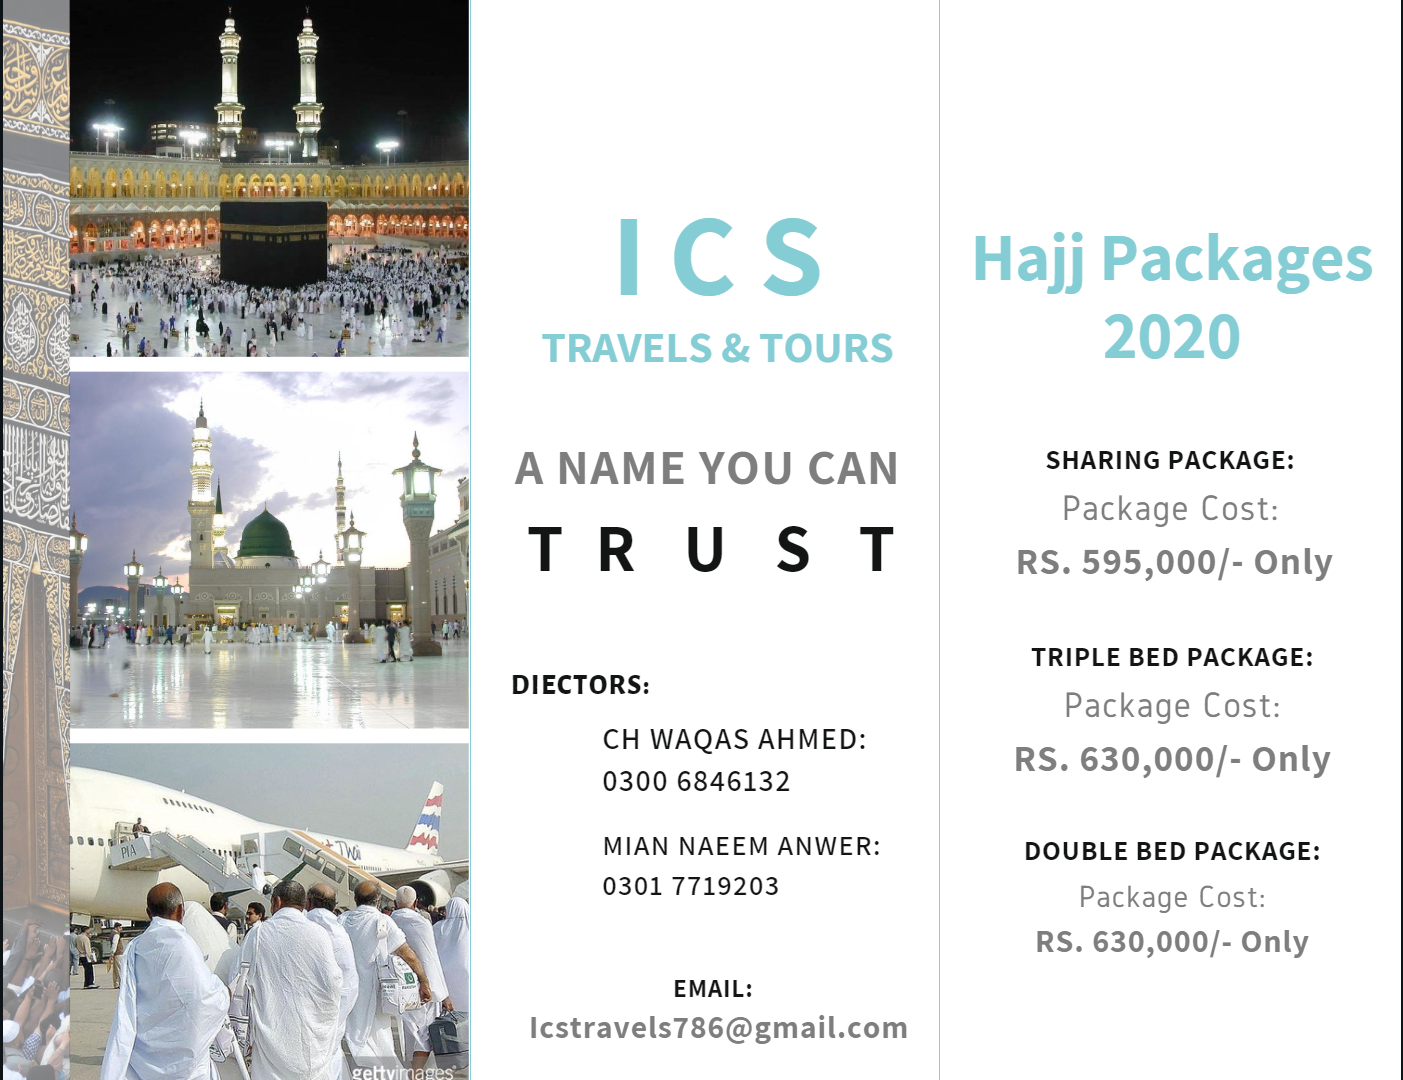 I C S
TRAVELS & TOURS
A NAME YOU CAN
T R U S T
DIECTORS:
CH WAQAS AHMED:
0300 6846132
MIAN NAEEM ANWER:
0301 7719203
EMAIL:
Icstravels786@gmail.com
Hajj Packages
2020
SHARING PACKAGE:
Package Cost:
RS. 595,000/- Only
TRIPLE BED PACKAGE:
Package Cost:
RS. 630,000/- Only
DOUBLE BED PACKAGE:
Package Cost:
RS. 630,000/- Only
PIA
Thai
gettyimages